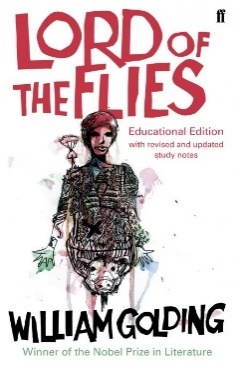 LORD OF
THE FLIES
ff
Educational Edition
with revised and updated
study notes
WILLIAM GOLDING
Winner of the Nobel Prize in Literature